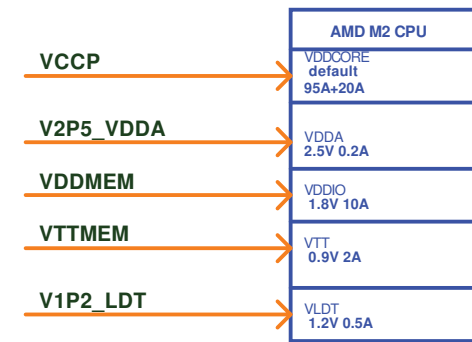 AMD M2 CPU
VCCP
VDDCORE
default
95A+20A
V2P5_VDDA
VDDA
2.5V 0.2A
VDDMEM
VDDIO
1.8V 10A
VTTMEM
VTT
0.9V 2A
V1P2_LDT
VLDT
1.2V 0.5A